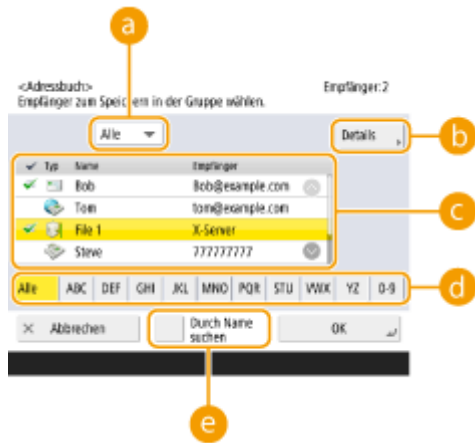 a
<Adressbuch> Empfänger:2
Empfänger zum Speichern in der Gruppe wählen.
Alle Details
b
Typ Name Empfänger
Bob Bob@example.com
Tom tom@example.com
c
File 1 X-Server
Steve 777777777
Alle ABC DEF GHI JKL MNO PQR STU VWX YZ 0-9
d
Abbrechen Durch Name
suchen OK
e